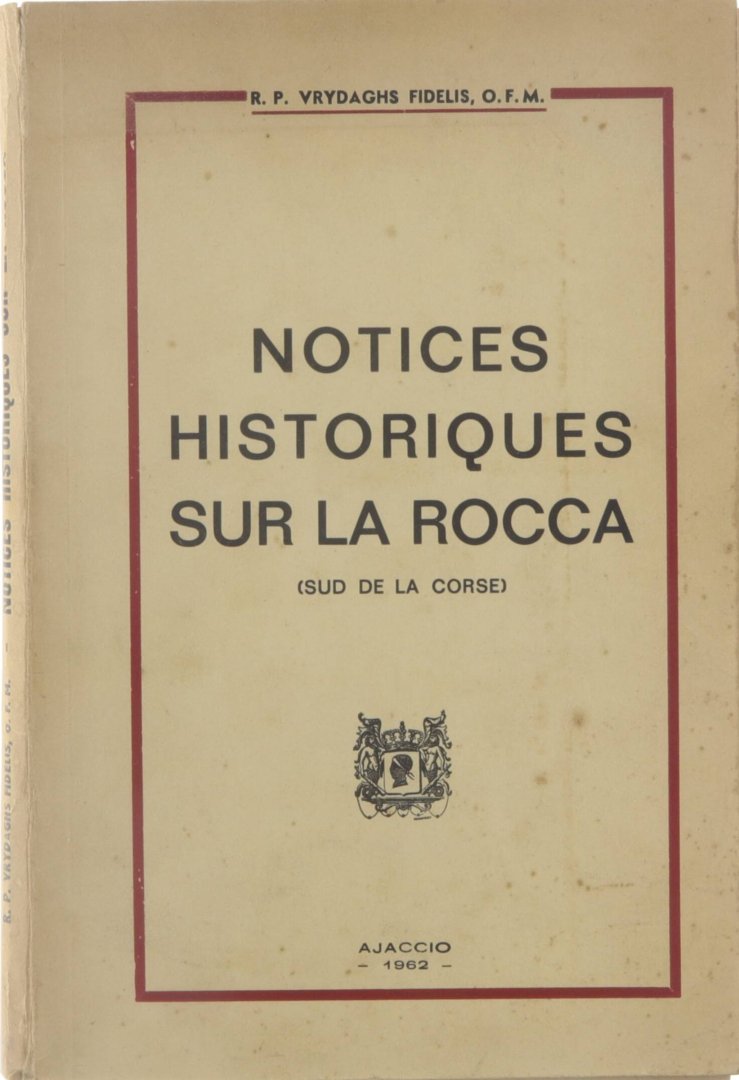 R. P. VRYDAGHS FIDELIS, O.F.M.
NOTICES
HISTORIQUES
SUR LA ROCCA
(SUD DE LA CORSE)
AJACCIO
– 1962 –
R. P. VRYDAGHS FIDELIS, O.F.M. – NOTICES HISTORIQUES SUR